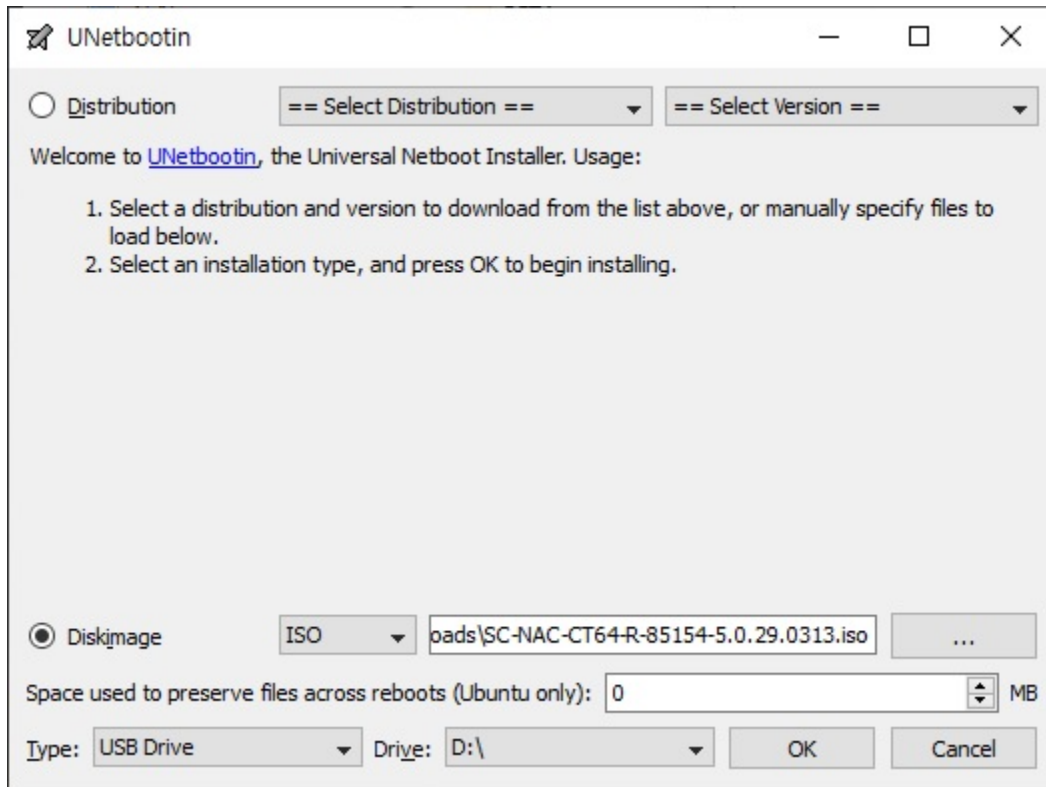 UNetbootin
Distribution == Select Distribution == == Select Version ==
Welcome to UNetbootin, the Universal Netboot Installer. Usage:
1. Select a distribution and version to download from the list above, or manually specify files to
load below.
2. Select an installation type, and press OK to begin installing.
Diskimage ISO oads\SC-NAC-CT64-R-85154-5.0.29.0313.iso ...
Space used to preserve files across reboots (Ubuntu only): 0 MB
Type: USB Drive Drive: D:\ OK Cancel